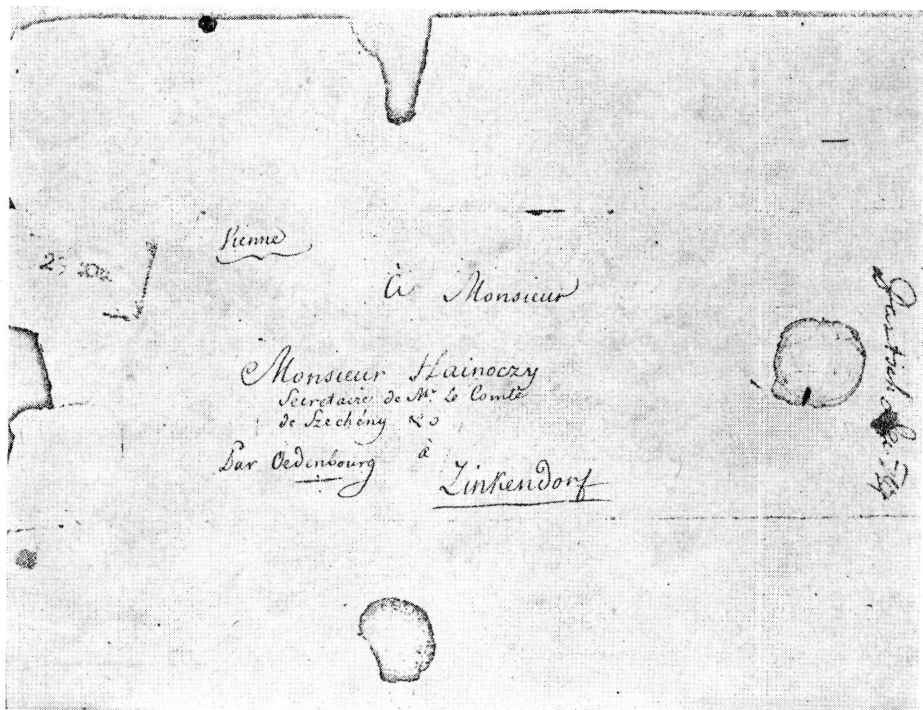 Vienne
à Monsieur
Monsieur Hainoczy
Secretaire de Mr. Le Comte
de Szechény &c
Par Oedenbourg à
Zinkendorf